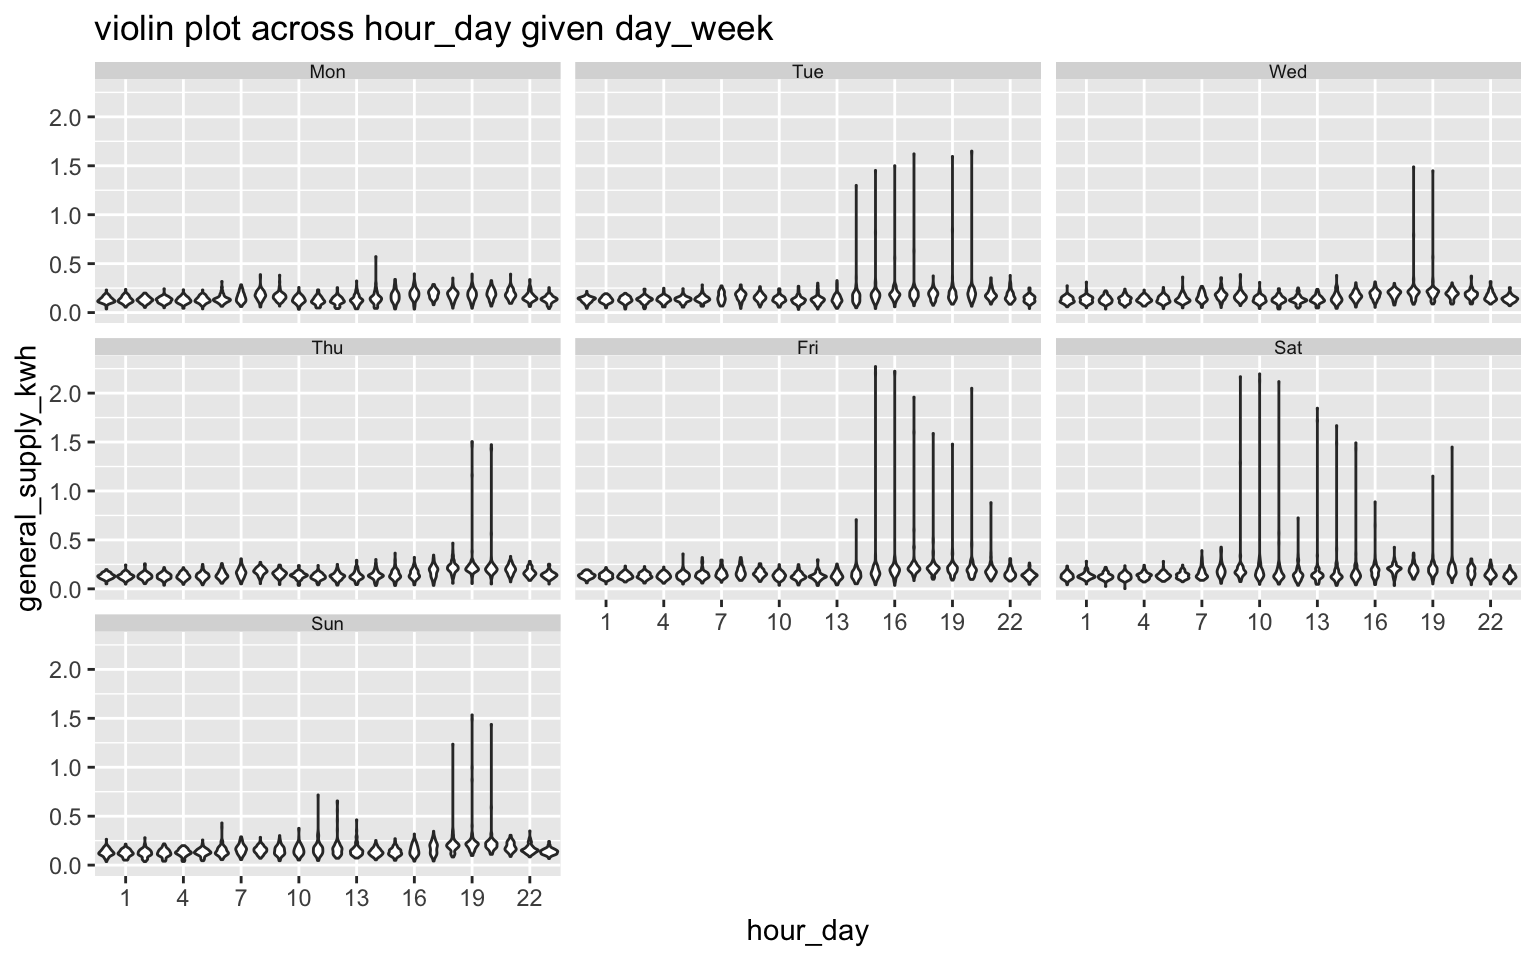 violin plot across hour_day given day_week
Mon Tue Wed
2.0
1.5
1.0
0.5
0.0
Thu Fri Sat
2.0
1.5
1.0
0.5
0.0
1 4 7 10 13 16 19 22 1 4 7 10 13 16 19 22
Sun
2.0
1.5
1.0
0.5
0.0
1 4 7 10 13 16 19 22
general_supply_kwh
hour_day